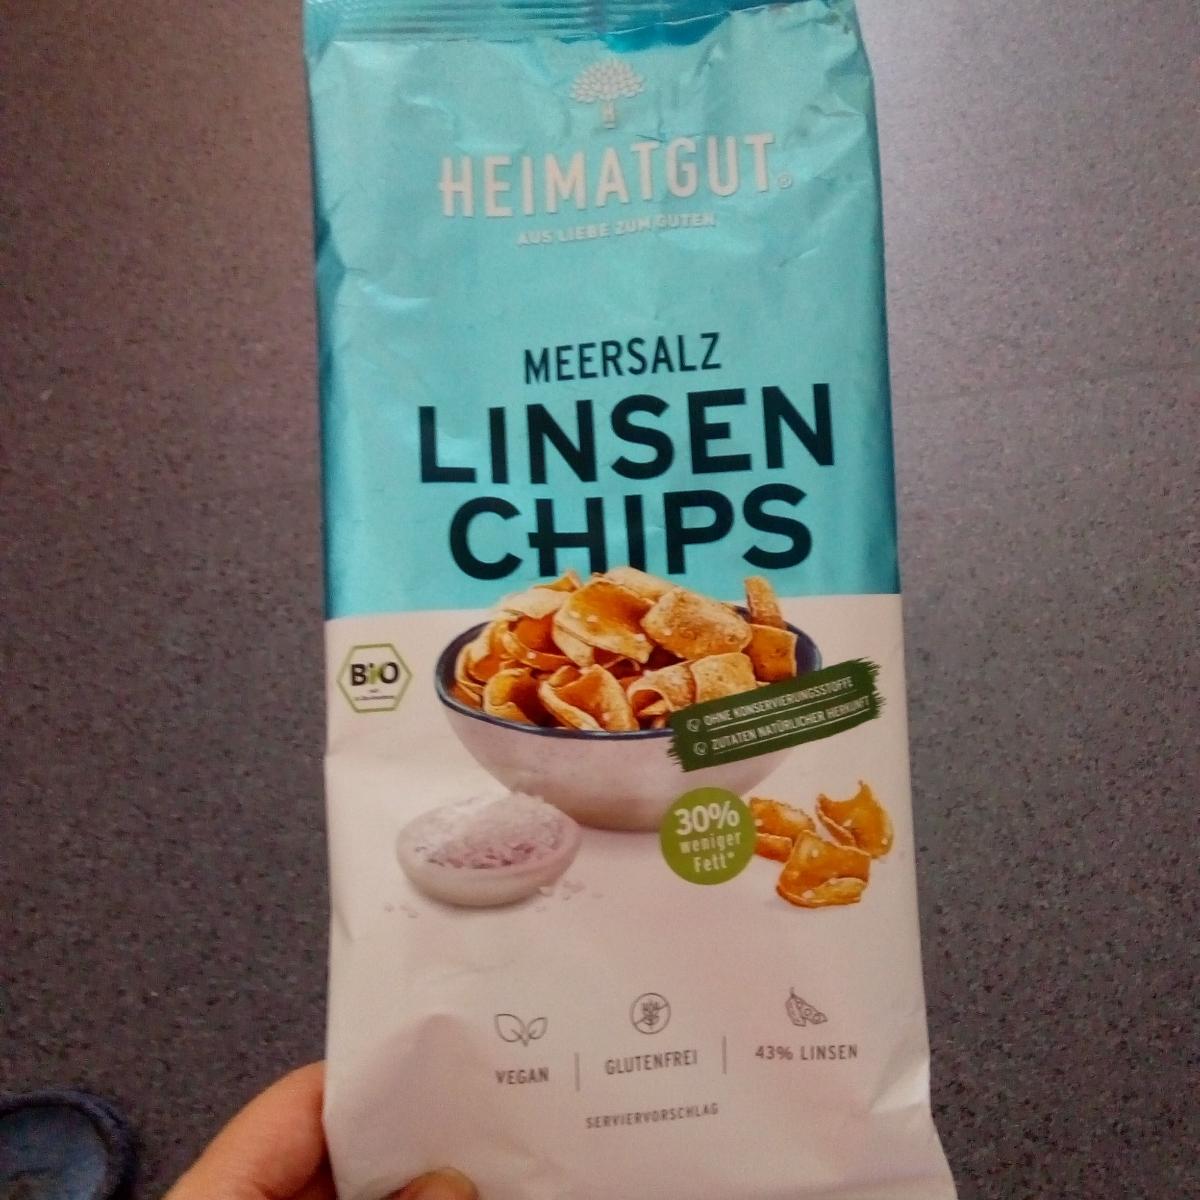 HEIMATGUT®
AUS LIEBE ZUM GUTEN
MEERSALZ
LINSEN
CHIPS
BIO
OHNE KONSERVIERUNGSSTOFFE
ZUTATEN NATÜRLICHER HERKUNFT
30%
weniger
Fett*
VEGAN
GLUTENFREI
43% LINSEN
SERVIERVORSCHLAG